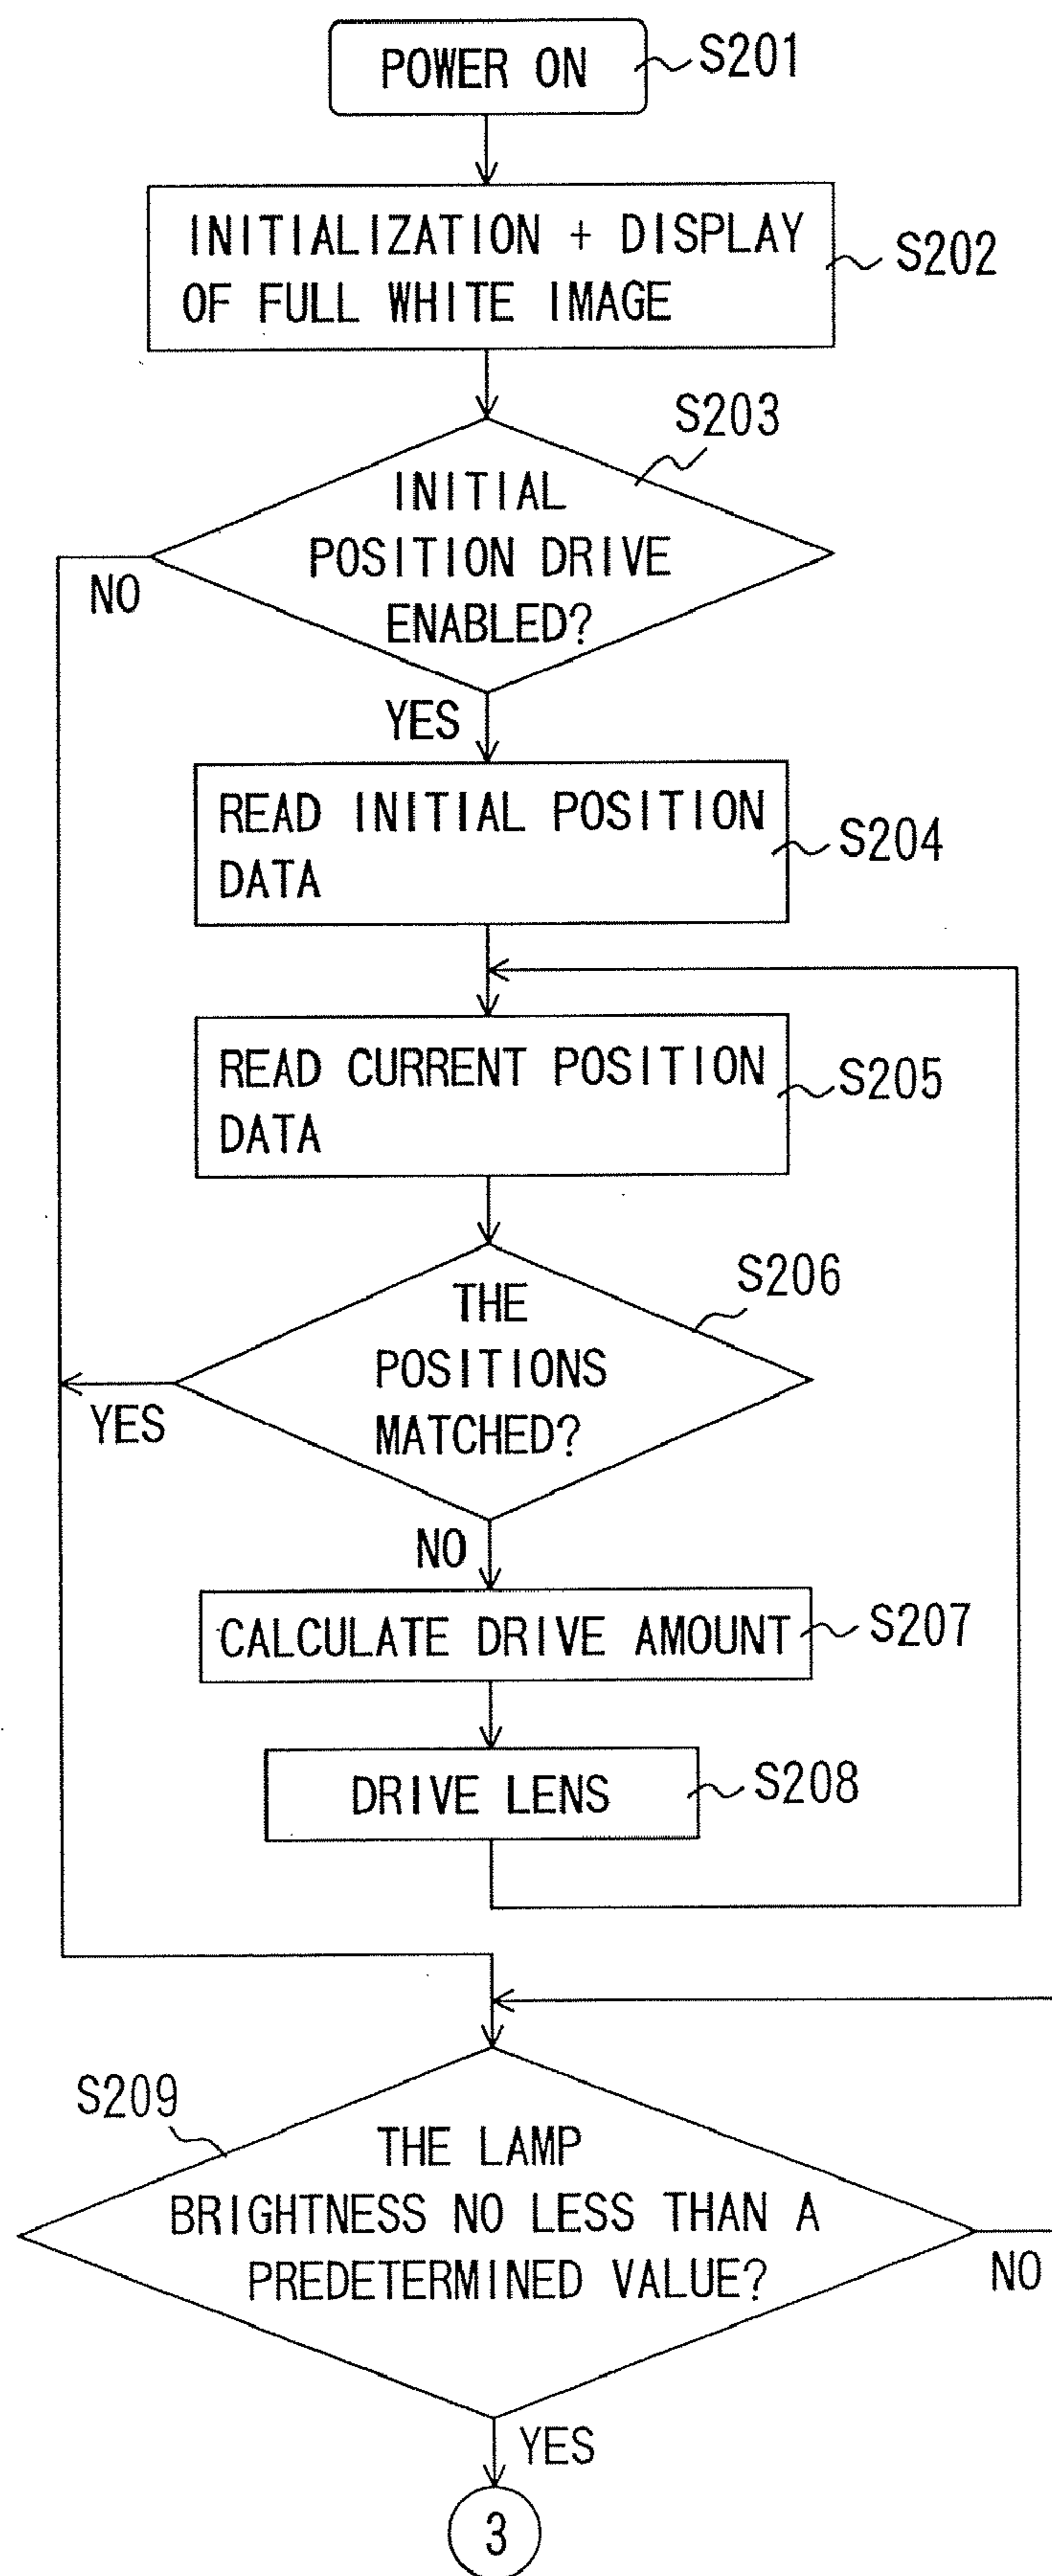 POWER ON
S201
INITIALIZATION + DISPLAY
OF FULL WHITE IMAGE
S202
S203
INITIAL
POSITION DRIVE
ENABLED?
NO
YES
READ INITIAL POSITION
DATA
S204
READ CURRENT POSITION
DATA
S205
S206
THE
POSITIONS
MATCHED?
YES
NO
CALCULATE DRIVE AMOUNT
S207
DRIVE LENS
S208
S209
THE LAMP
BRIGHTNESS NO LESS THAN A
PREDETERMINED VALUE?
NO
YES
3